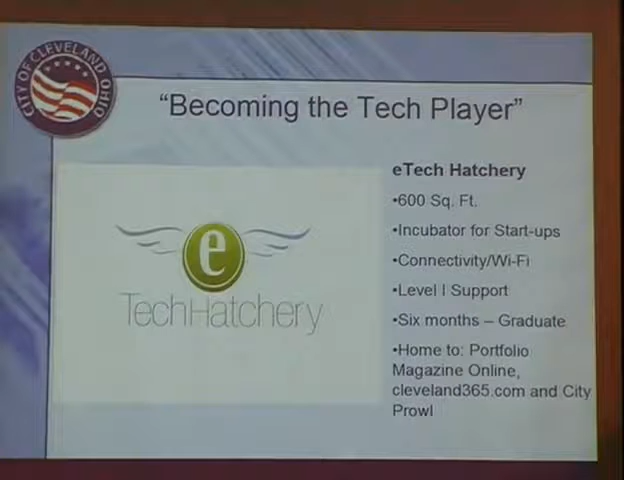 CITY OF CLEVELAND OHIO
“Becoming the Tech Player”
e
TechHatchery
eTech Hatchery
•600 Sq. Ft.
•Incubator for Start-ups
•Connectivity/Wi-Fi
•Level I Support
•Six months – Graduate
•Home to: Portfolio
Magazine Online,
cleveland365.com and City
Prowl